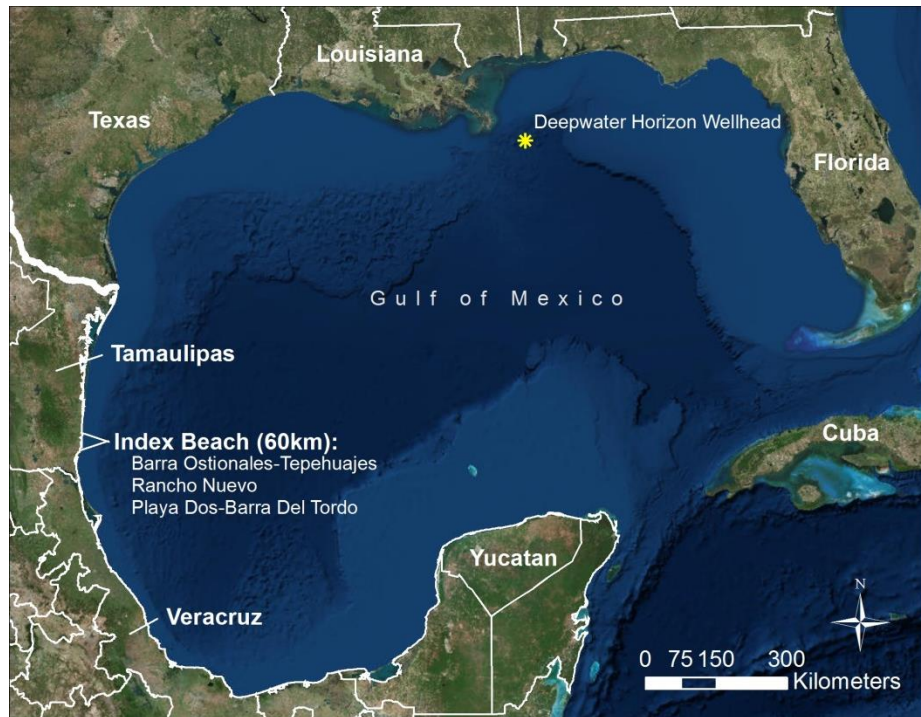 Louisiana
Texas
Deepwater Horizon Wellhead
Florida
Gulf of Mexico
Tamaulipas
Index Beach (60km):
Barra Ostionales-Tepehuajes
Rancho Nuevo
Playa Dos-Barra Del Tordo
Cuba
Yucatan
Veracruz
N
0 75 150 300
Kilometers